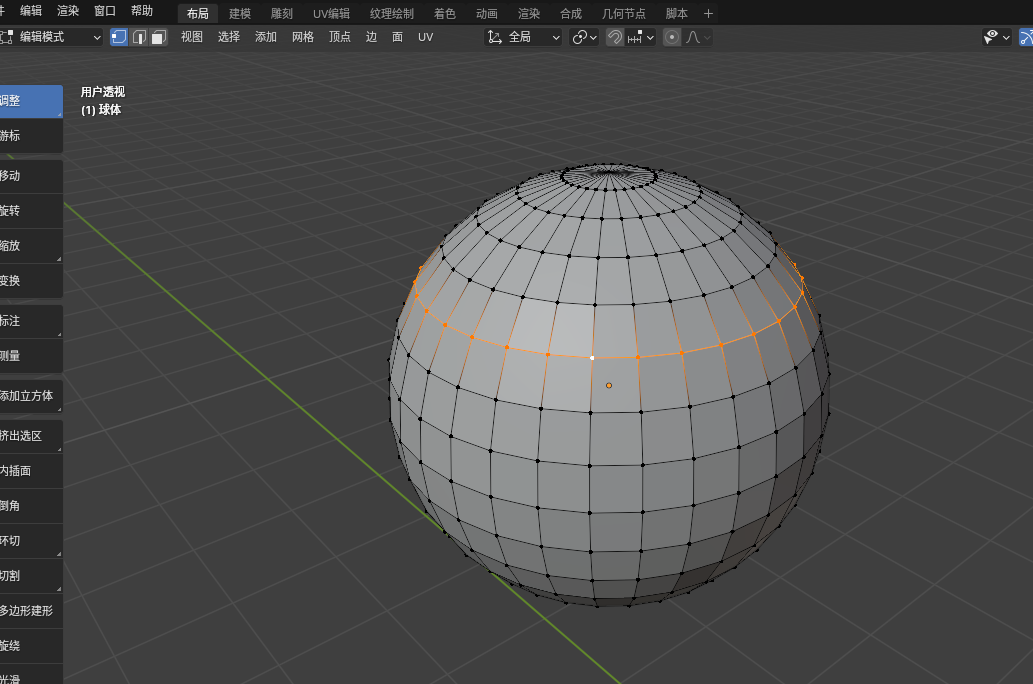 件 编辑 渲染 窗口 帮助 布局 建模 雕刻 UV编辑 纹理绘制 着色 动画 渲染 合成 几何节点 脚本 +
编辑模式 视图 选择 添加 网格 顶点 边 面 UV 全局
用户透视
(1) 球体
调整
游标
移动
旋转
缩放
变换
标注
测量
添加立方体
挤出选区
内插面
倒角
环切
切割
多边形建形
旋绕
光滑